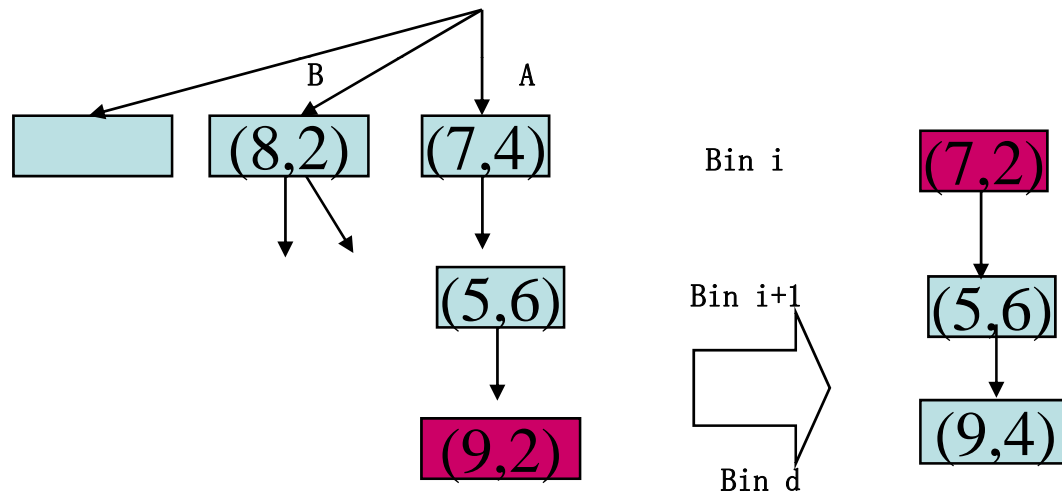 B
A
(8,2)
(7,4)
Bin i
(7,2)
(5,6)
Bin i+1
(5,6)
(9,2)
Bin d
(9,4)